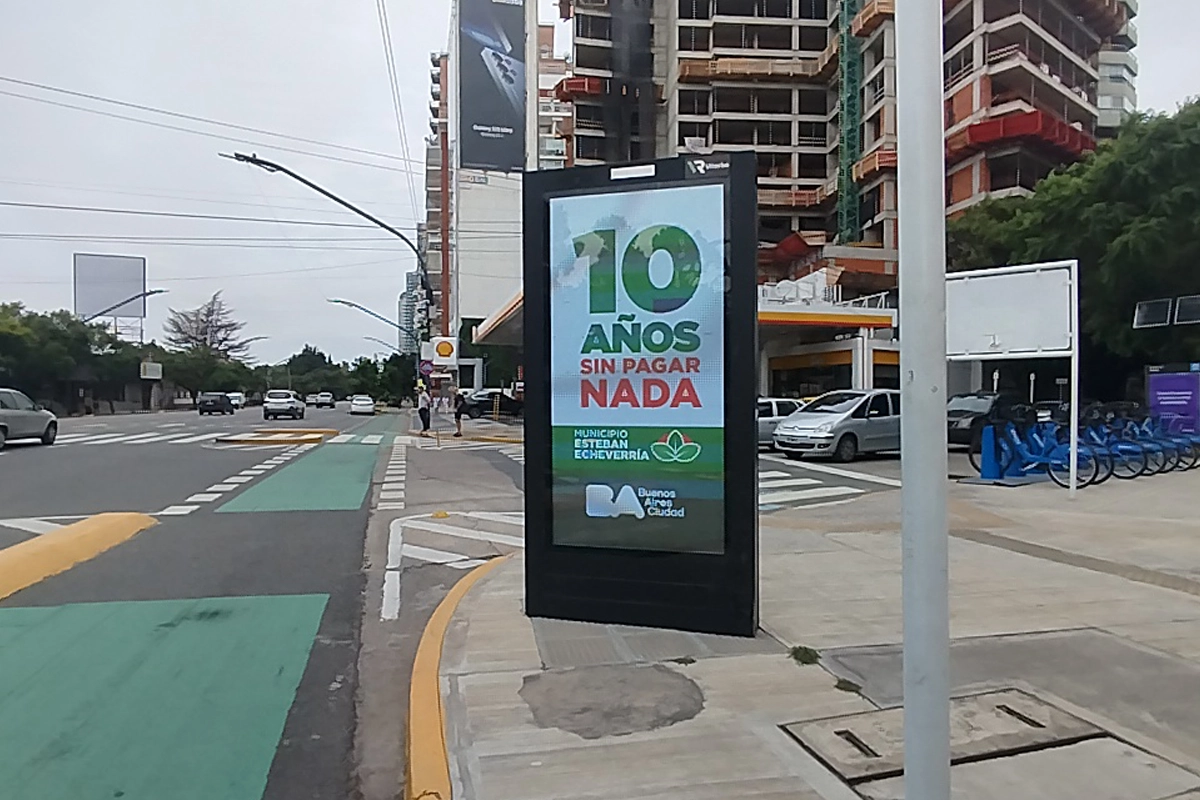 10
AÑOS
SIN PAGAR
NADA
MUNICIPIO
ESTEBAN
ECHEVERRÍA
BA Buenos
Aires
Ciudad